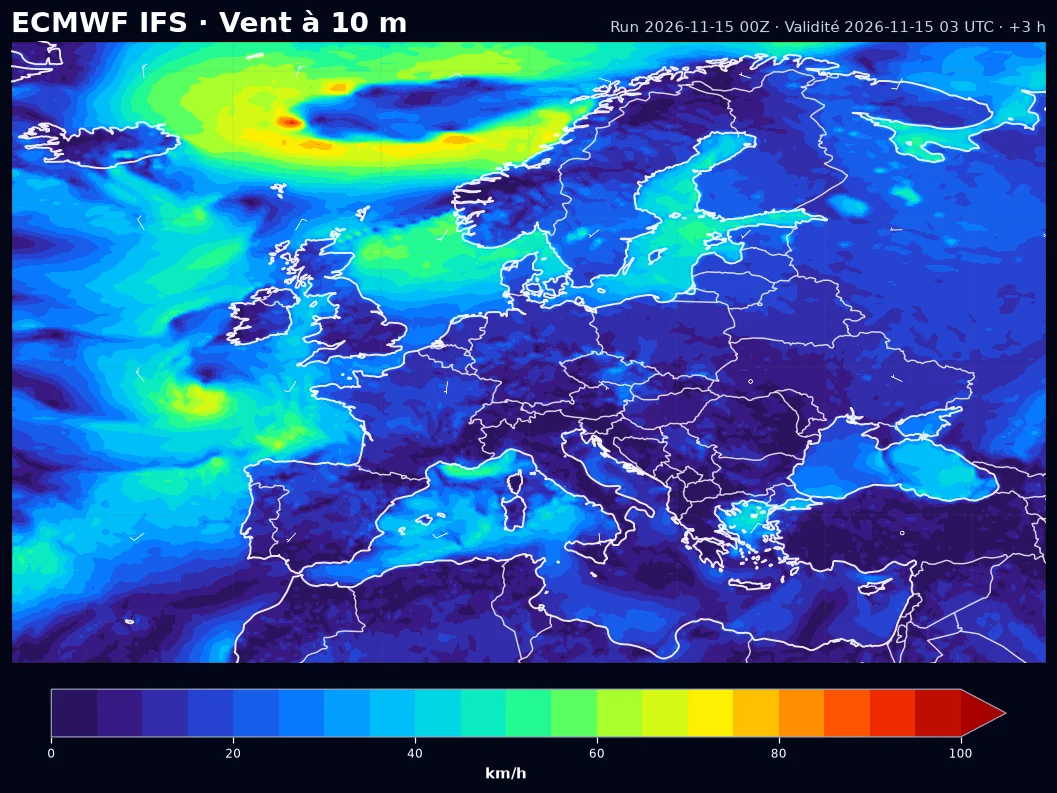 ECMWF IFS · Vent à 10 m
Run 2026-11-15 00Z · Validité 2026-11-15 03 UTC · +3 h
0 20 40 60 80 100
km/h